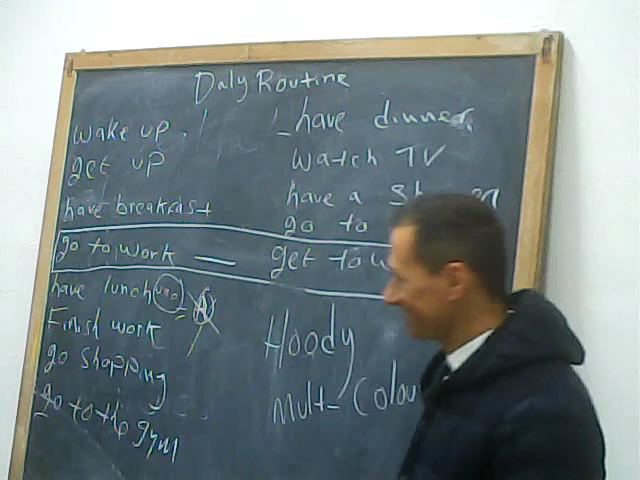 Daly Routine
wake up.
get up
have breakfast
go to work
have lunch
Finish work
go shopping
go to the gym
have dinner
watch TV
have a
go to
get to w
Hoody
Mult-Colou